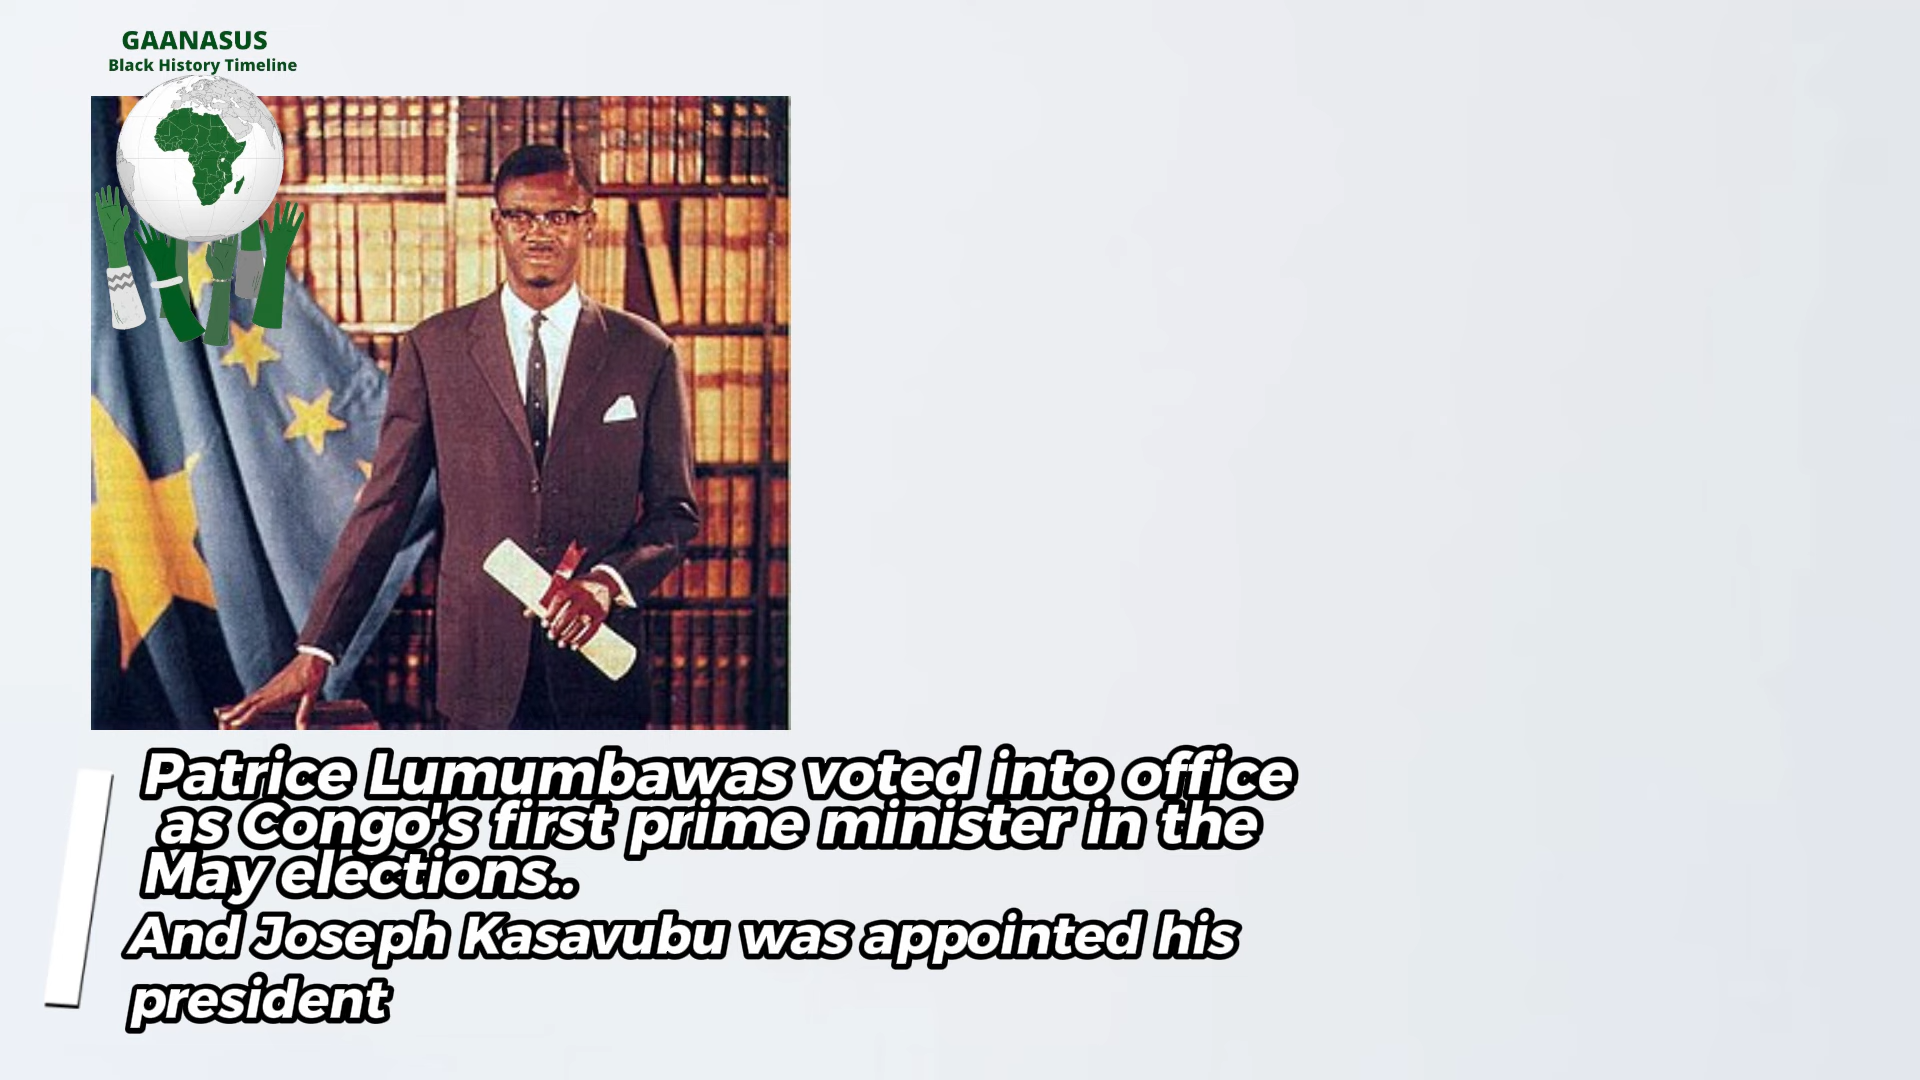 GAANASUS
Black History Timeline
Patrice Lumumbawas voted into office
as Congo's first prime minister in the
May elections..
And Joseph Kasavubu was appointed his
president